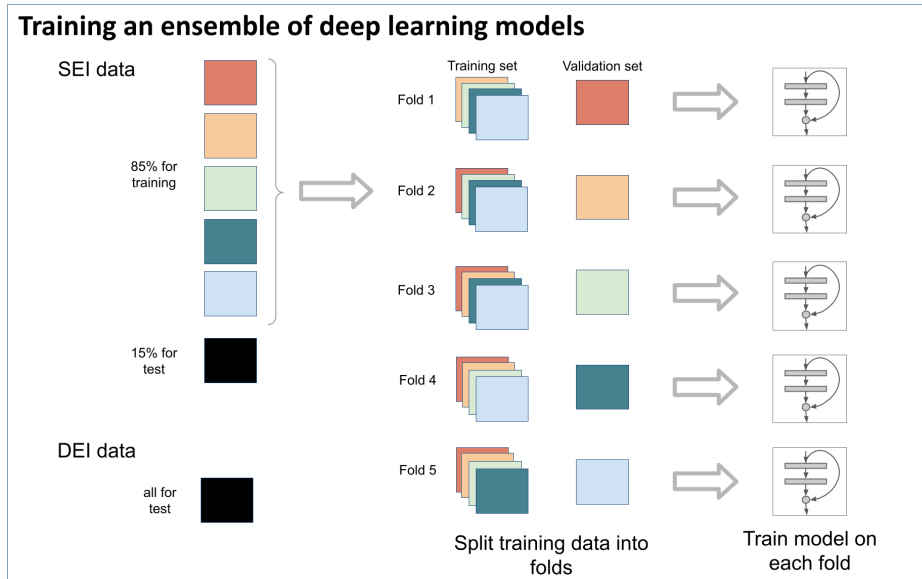 Training an ensemble of deep learning models
SEI data
85% for
training
15% for
test
DEI data
all for
test
Training set
Validation set
Fold 1
Fold 2
Fold 3
Fold 4
Fold 5
Split training data into
folds
Train model on
each fold